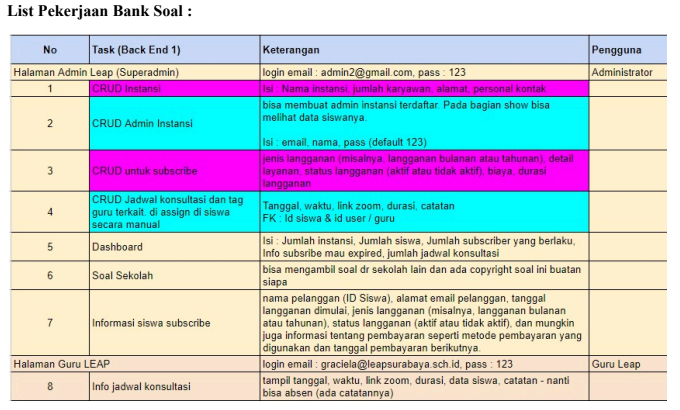 List Pekerjaan Bank Soal :
No Task (Back End 1) Keterangan Pengguna
Halaman Admin Leap (Superadmin) login email : admin2@gmail.com, pass : 123 Administrator
1 CRUD Instansi Isi : Nama instansi, jumlah karyawan, alamat, personal kontak
2 CRUD Admin Instansi
bisa membuat admin instansi terdaftar. Pada bagian show bisa
melihat data siswanya.
Isi : email, nama, pass (default 123)
3 CRUD untuk subscribe
jenis langganan (misalnya, langganan bulanan atau tahunan), detail
layanan, status langganan (aktif atau tidak aktif), biaya, durasi
langganan
4
CRUD Jadwal konsultasi dan tag
guru terkait. di assign di siswa
secara manual
Tanggal, waktu, link zoom, durasi, catatan
FK : Id siswa & id user / guru
5 Dashboard
Isi : Jumlah instansi, Jumlah siswa, Jumlah subscriber yang berlaku,
Info subsribe mau expired, jumlah jadwal konsultasi
6 Soal Sekolah
bisa mengambil soal dr sekolah lain dan ada copyright soal ini buatan
siapa
7 Informasi siswa subscribe
nama pelanggan (ID Siswa), alamat email pelanggan, tanggal
langganan dimulai, jenis langganan (misalnya, langganan bulanan
atau tahunan), status langganan (aktif atau tidak aktif), dan mungkin
juga informasi tentang pembayaran seperti metode pembayaran yang
digunakan dan tanggal pembayaran berikutnya.
Halaman Guru LEAP login email : graciela@leapsurabaya.sch.id, pass : 123 Guru Leap
8 Info jadwal konsultasi
tampil tanggal, waktu, link zoom, durasi, data siswa, catatan - nanti
bisa absen (ada catatannya)